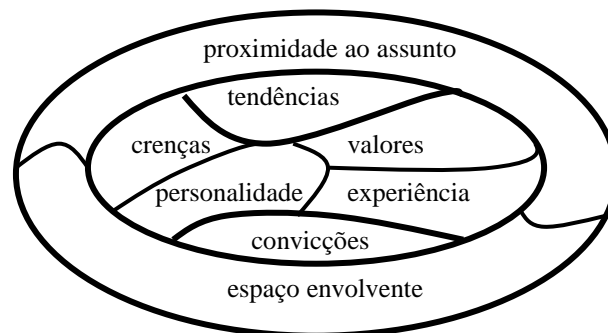 proximidade ao assunto
tendências
crenças
valores
personalidade
experiência
convicções
espaço envolvente